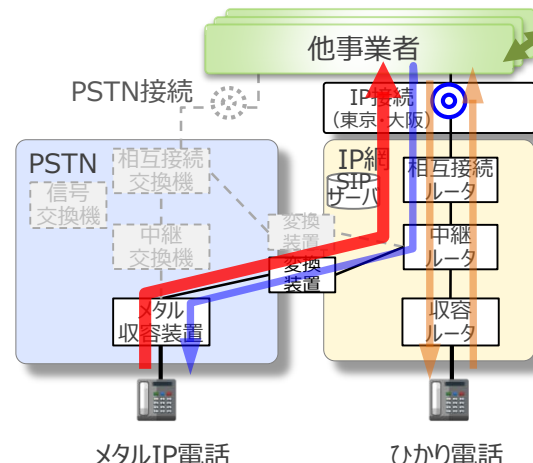 他事業者
PSTN接続
IP接続
(東京・大阪)
PSTN
相互接続
交換機
信号
交換機
中継
交換機
メタル
収容装置
変換
装置
変換
装置
IP網
SIP
サーバ
相互接続
ルータ
中継
ルータ
収容
ルータ
メタルIP電話
ひかり電話